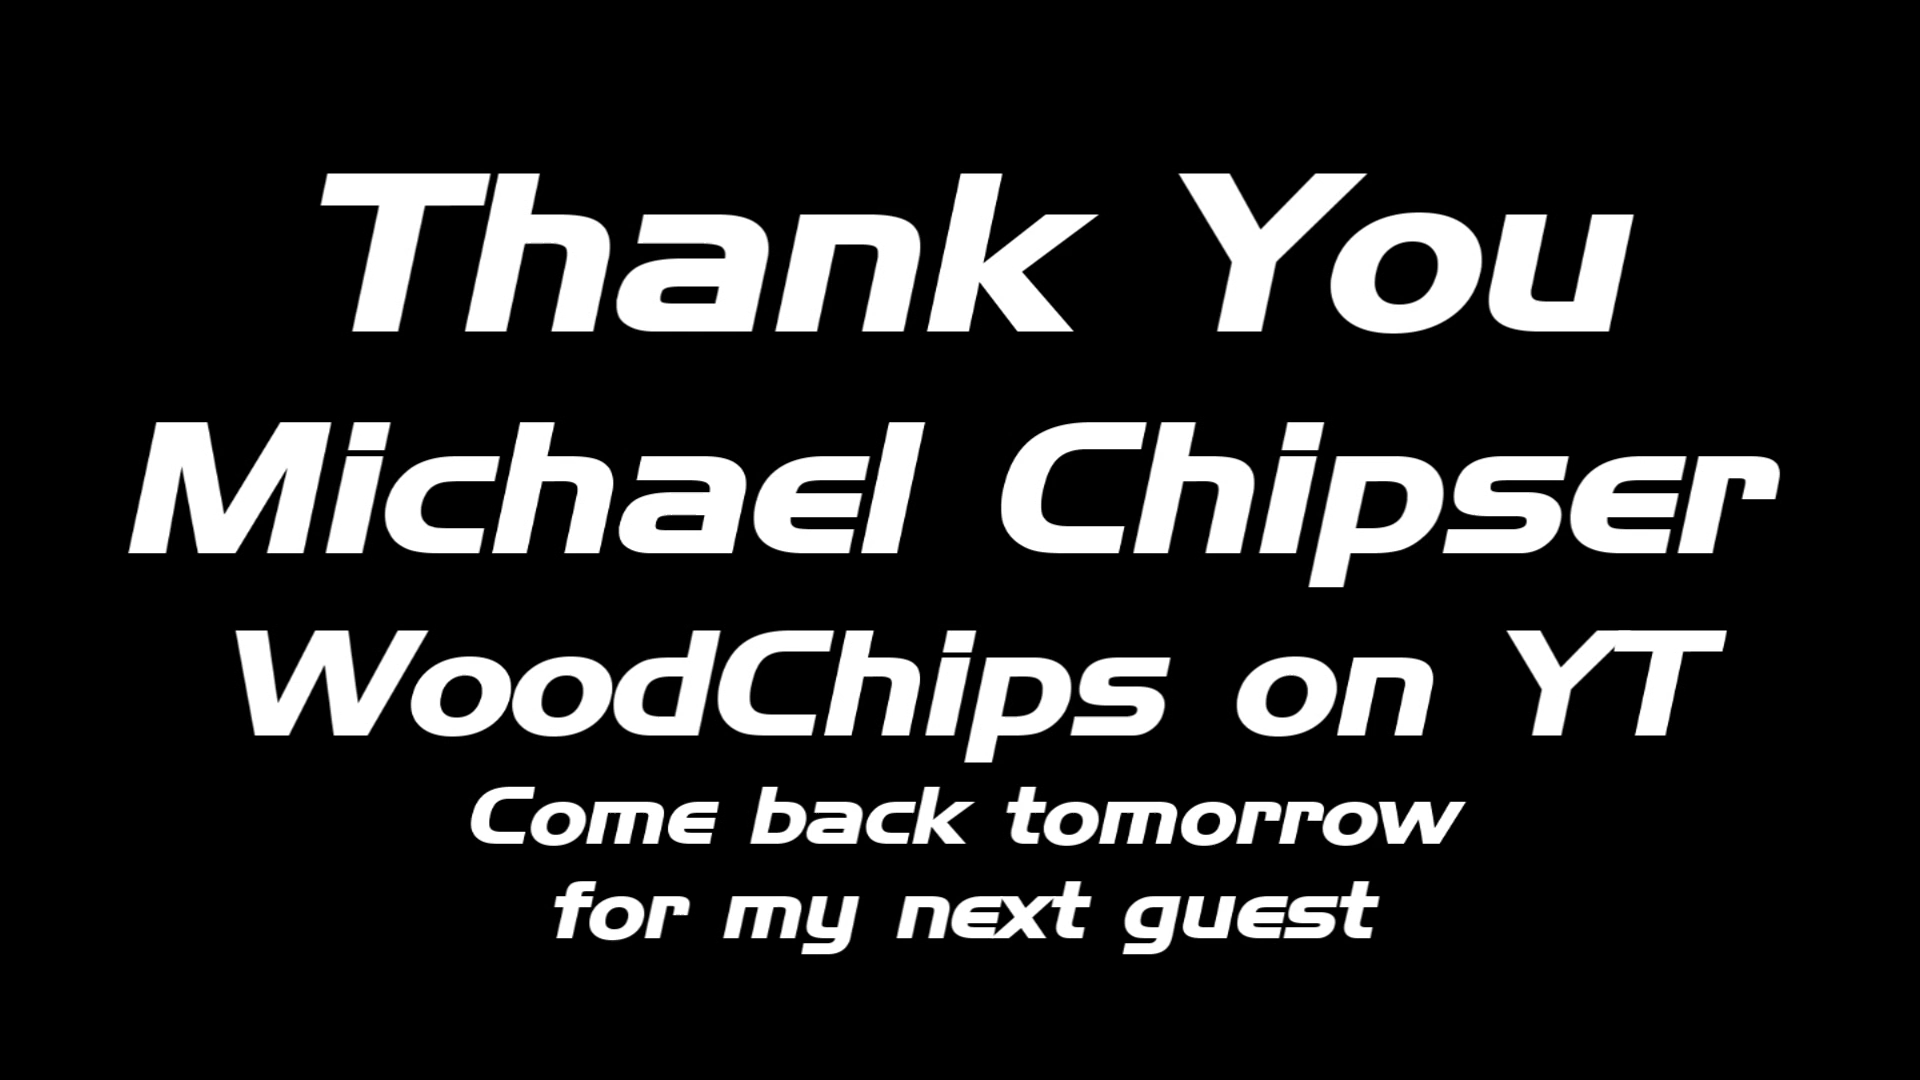 Thank You
Michael Chipser
WoodChips on YT
Come back tomorrow
for my next guest